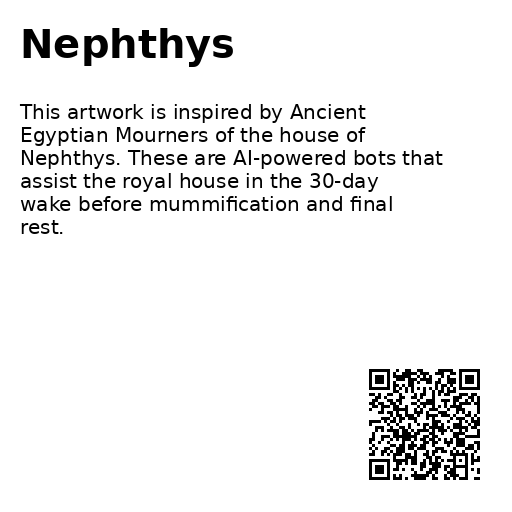 Nephthys
This artwork is inspired by Ancient
Egyptian Mourners of the house of
Nephthys. These are AI-powered bots that
assist the royal house in the 30-day
wake before mummification and final
rest.